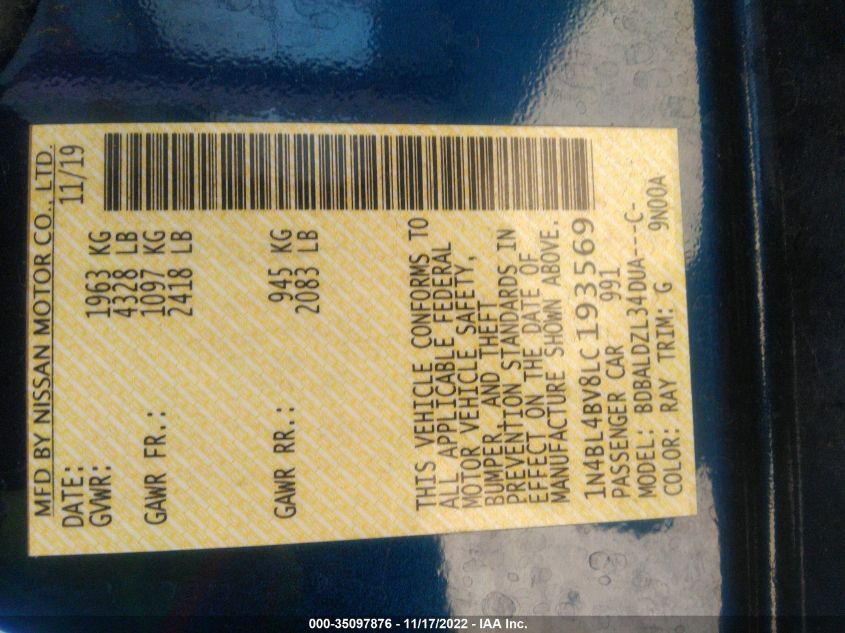 MFD BY NISSAN MOTOR CO., LTD.
DATE: 11/19
GVWR: 1963 KG
4328 LB
GAWR FR.: 1097 KG
2418 LB
GAWR RR.: 945 KG
2083 LB
THIS VEHICLE CONFORMS TO
ALL APPLICABLE FEDERAL
MOTOR VEHICLE SAFETY,
BUMPER, AND THEFT
PREVENTION STANDARDS IN
EFFECT ON THE DATE OF
MANUFACTURE SHOWN ABOVE.
1N4BL4BV8LC193569
PASSENGER CAR 991
MODEL: BDBALDZL34DUA---C-
COLOR: RAY TRIM: G 9N00A
000-35097876 - 11/17/2022 - IAA Inc.